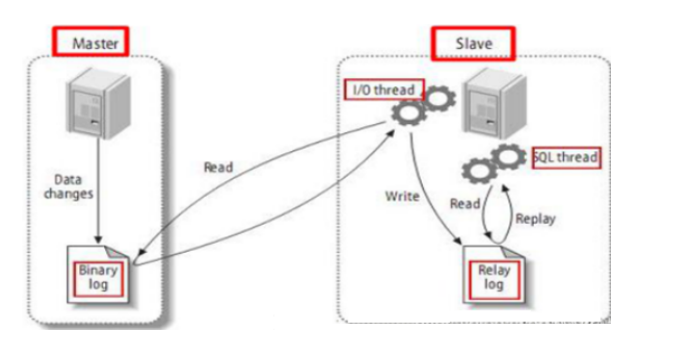 Master
Slave
I/O thread
SQL thread
Data
changes
Read
Write
Read
Replay
Binary
log
Relay
log